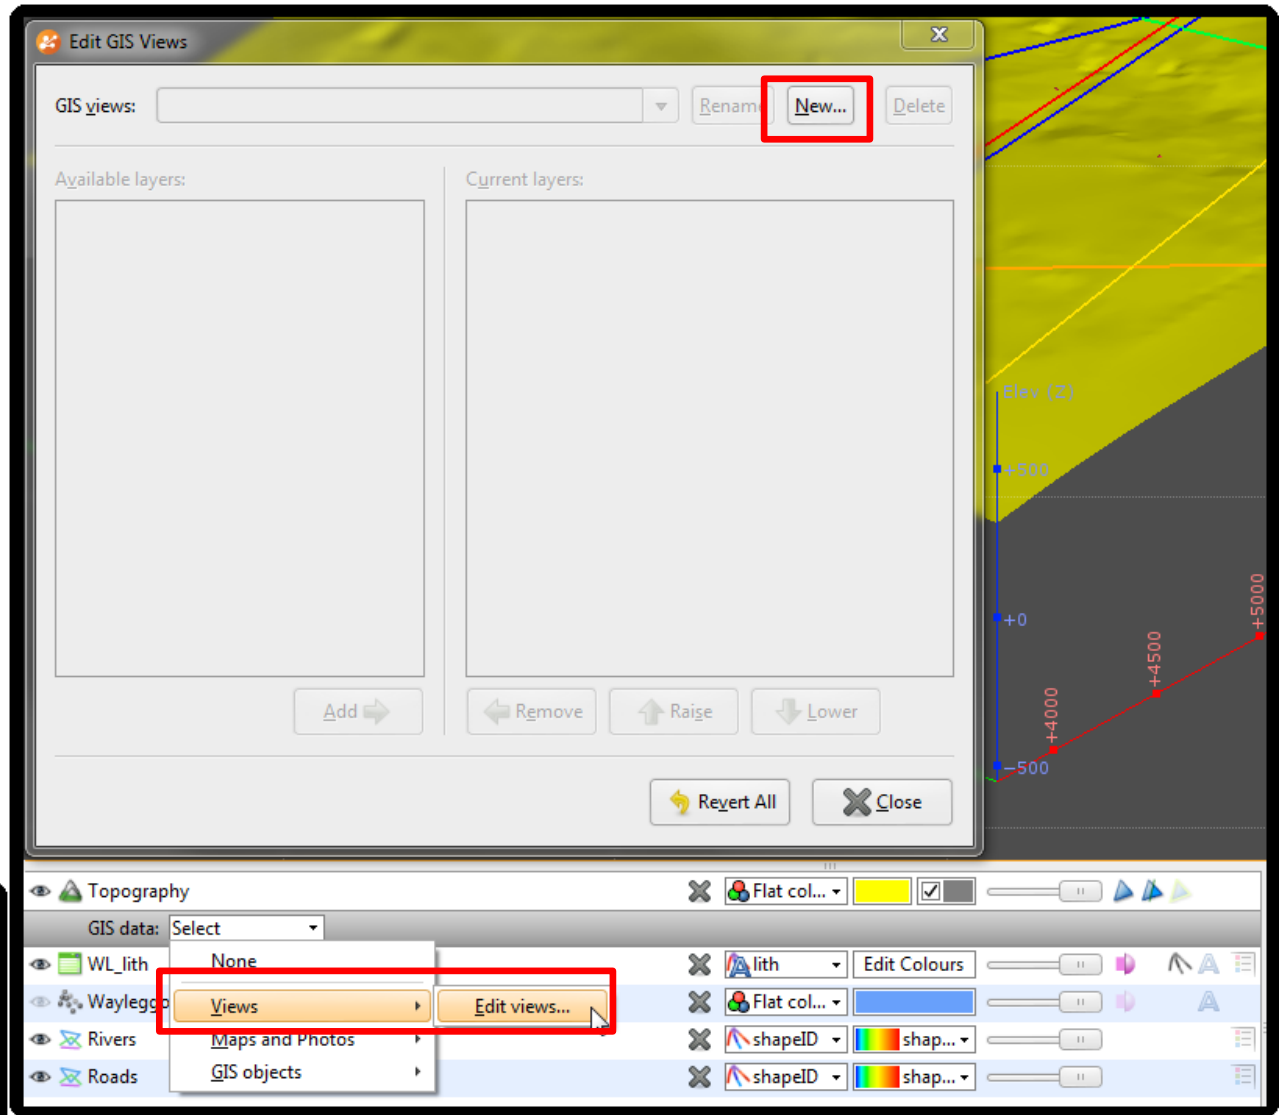 Edit GIS Views
GIS views:
Rename
New...
Delete
Available layers:
Current layers:
Add
Remove
Raise
Lower
Revert All
Close
Elev (Z)
+500
+0
-500
+4000
+4500
+5000
Topography
Flat col...
GIS data: Select
None
Views
Edit views...
Maps and Photos
GIS objects
WL_lith
lith
Edit Colours
Wayleggo
Flat col...
Rivers
shapeID
shap...
Roads
shapeID
shap...